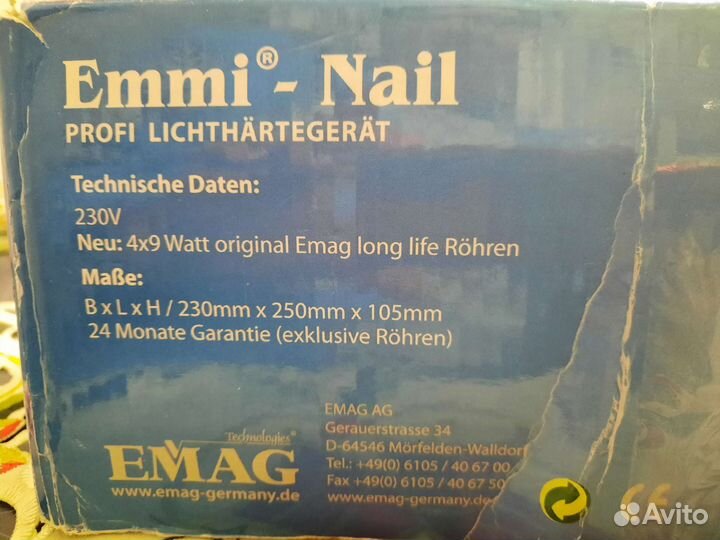 Emmi® - Nail
PROFI LICHTHÄRTEGERÄT
Technische Daten:
230V
Neu: 4x9 Watt original Emag long life Röhren
Maße:
B x L x H / 230mm x 250mm x 105mm
24 Monate Garantie (exklusive Röhren)
Technologies®
EMAG
www.emag-germany.de
EMAG AG
Gerauerstrasse 34
D-64546 Mörfelden-Walldorf
Tel.: +49(0) 6105 / 40 67 00
Fax +49(0) 6105 / 40 67 50
www.emag-germany.de
CE
Avito